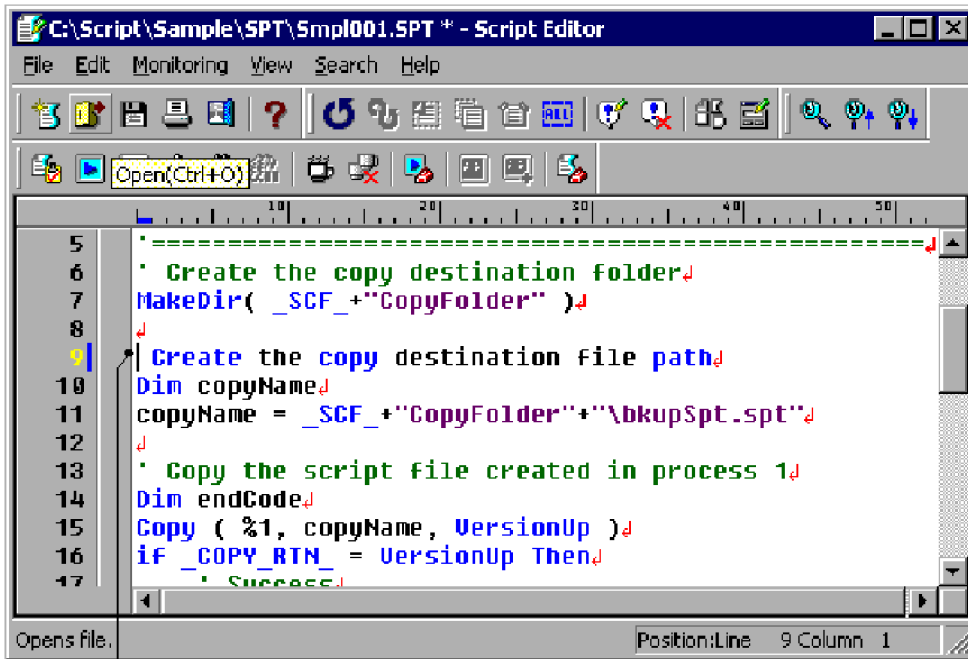 C:\Script\Sample\SPT\Smpl001.SPT * - Script Editor
File Edit Monitoring View Search Help
ALL
Open(Ctrl+O)
10 20 30 40 50
5 '===================================================
6 ' Create the copy destination folder
7 MakeDir( _SCF_+"CopyFolder" )
8
9 Create the copy destination file path
10 Dim copyName
11 copyName = _SCF_+"CopyFolder"+"\bkupSpt.spt"
12
13 ' Copy the script file created in process 1
14 Dim endCode
15 Copy ( %1, copyName, VersionUp )
16 if _COPY_RTN_ = VersionUp Then
17 ' Success
Opens file. Position:Line 9 Column 1